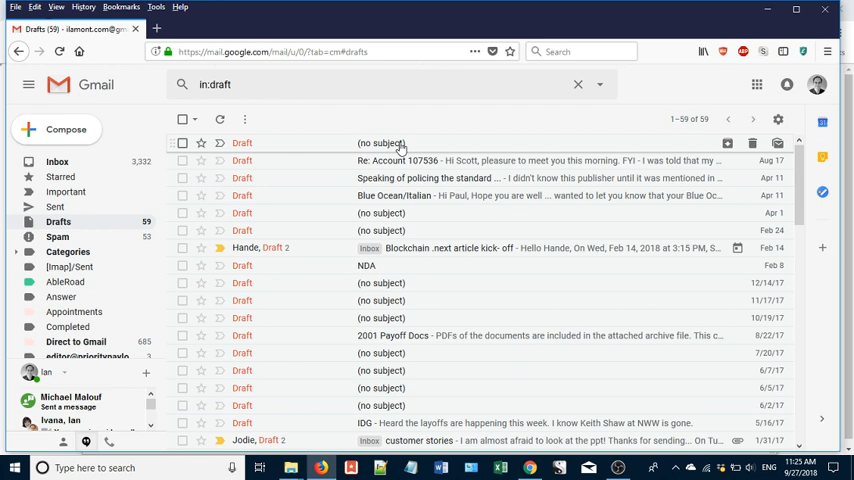 File Edit View History Bookmarks Tools Help
Drafts (59) - ilamont.com@gm
https://mail.google.com/mail/u/0/?tab=cm#drafts
Search
Gmail
in:draft
Compose
1–59 of 59
Inbox 3,332
Starred
Important
Sent
Drafts 59
Spam 53
Categories
[Imap]/Sent
AbleRoad
Answer
Appointments
Completed
Direct to Gmail 685
editor@prioritypaylo 3
Ian
Michael Malouf
Sent a message
Ivana, Ian
Draft (no subject)
Draft Re: Account 107536 - Hi Scott, pleasure to meet you this morning. FYI - I was told that my ... Aug 17
Draft Speaking of policing the standard ... - I didn't know this publisher until it was mentioned in ... Apr 11
Draft Blue Ocean/Italian - Hi Paul, Hope you are well ... wanted to let you know that your Blue Oc... Apr 11
Draft (no subject) Apr 1
Draft (no subject) Feb 24
Hande, Draft 2 Inbox Blockchain .next article kick- off - Hello Hande, On Wed, Feb 14, 2018 at 3:15 PM, S... Feb 14
Draft NDA Feb 8
Draft (no subject) 12/14/17
Draft (no subject) 11/17/17
Draft (no subject) 10/19/17
Draft 2001 Payoff Docs - PDFs of the documents are included in the attached archive file. This c... 8/22/17
Draft (no subject) 7/20/17
Draft (no subject) 6/7/17
Draft (no subject) 6/5/17
Draft (no subject) 6/2/17
Draft IDG - Heard the layoffs are happening this week. I know Keith Shaw at NWW is gone. 5/16/17
Jodie, Draft 2 Inbox customer stories - I am almost afraid to look at the ppt! Thanks for sending... On Tu... 1/31/17
Type here to search
ENG
11:25 AM
9/27/2018